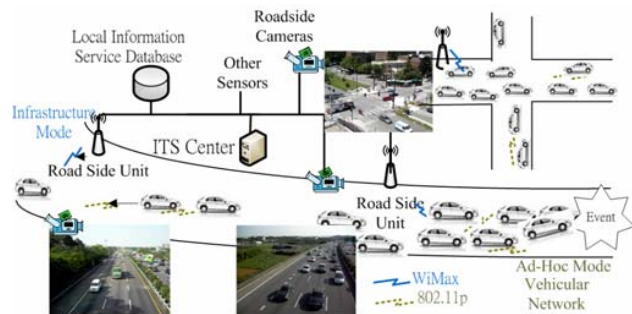 Roadside
Cameras
Local Information
Service Database
Other
Sensors
Infrastructure
Mode
ITS Center
Road Side Unit
Road Side
Unit
Event
WiMax
802.11p
Ad-Hoc Mode
Vehicular
Network